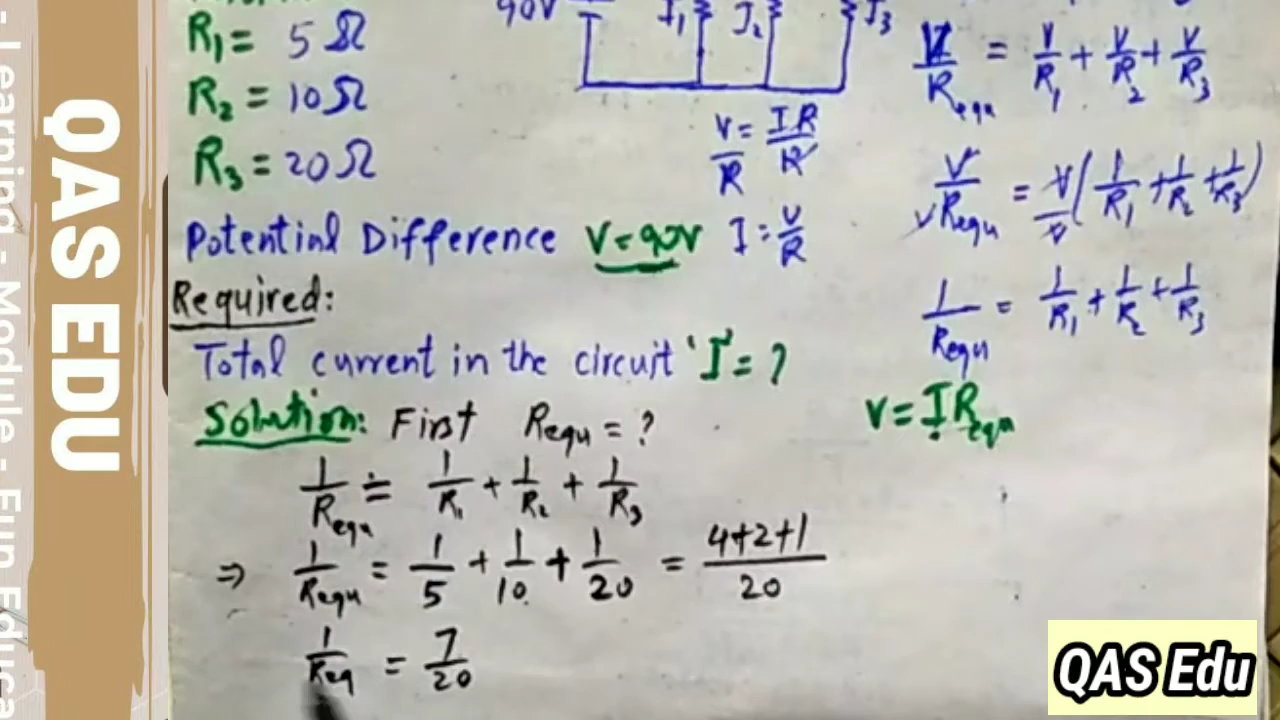 QAS EDU
- Learning - Module - Fun Educa
90V I₁ I₂ I₃
R₁ = 5Ω
R₂ = 10Ω
R₃ = 20Ω
Potential Difference V=90V
V/R = IR/R
I = V/R
Required:
Total current in the circuit 'I' = ?
Solution: First Requ = ?
1/Requ = 1/R₁ + 1/R₂ + 1/R₃
⇒ 1/Requ = 1/5 + 1/10 + 1/20 = 4+2+1/20
1/Req = 7/20
V/Requ = V/R₁ + V/R₂ + V/R₃
V/VRequ = V/V(1/R₁ + 1/R₂ + 1/R₃)
1/Requ = 1/R₁ + 1/R₂ + 1/R₃
V = IRequ
QAS Edu